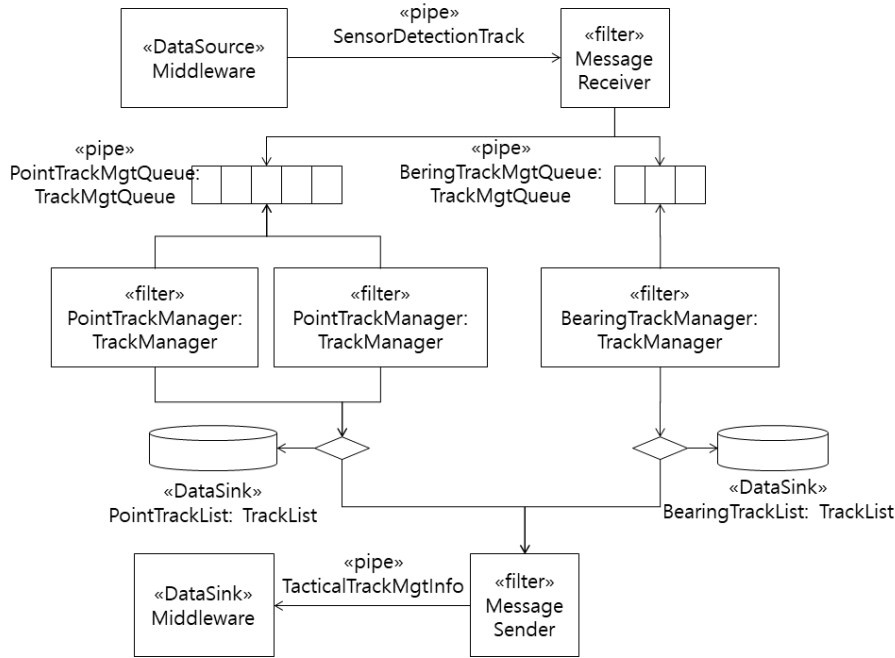 «DataSource»
Middleware
«pipe»
SensorDetectionTrack
«filter»
Message
Receiver
«pipe»
PointTrackMgtQueue:
TrackMgtQueue
«pipe»
BeringTrackMgtQueue:
TrackMgtQueue
«filter»
PointTrackManager:
TrackManager
«filter»
PointTrackManager:
TrackManager
«filter»
BearingTrackManager:
TrackManager
«DataSink»
PointTrackList: TrackList
«DataSink»
BearingTrackList: TrackList
«DataSink»
Middleware
«pipe»
TacticalTrackMgtInfo
«filter»
Message
Sender